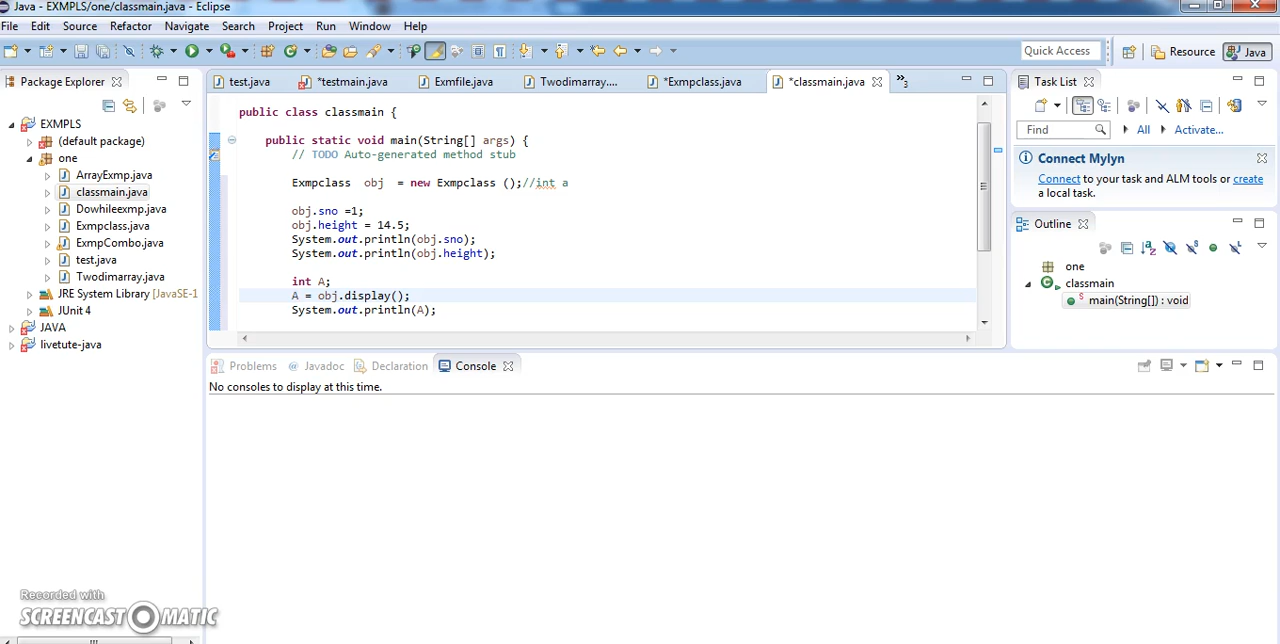 Java - EXMPLS/one/classmain.java - Eclipse
File Edit Source Refactor Navigate Search Project Run Window Help
Quick Access Resource Java
Package Explorer
test.java *testmain.java Exmfile.java Twodimarray.... *Exmpclass.java *classmain.java »3
Task List
EXMPLS
(default package)
one
ArrayExmp.java
classmain.java
Dowhileexmp.java
Exmpclass.java
ExmpCombo.java
test.java
Twodimarray.java
JRE System Library [JavaSE-1
JUnit 4
JAVA
livetute-java
public class classmain {
public static void main(String[] args) {
// TODO Auto-generated method stub
Exmpclass obj = new Exmpclass ();//int a
obj.sno =1;
obj.height = 14.5;
System.out.println(obj.sno);
System.out.println(obj.height);
int A;
A = obj.display();
System.out.println(A);
Find All Activate...
Connect Mylyn
Connect to your task and ALM tools or create
a local task.
Outline
one
classmain
main(String[]) : void
Problems @ Javadoc Declaration Console
No consoles to display at this time.
Recorded with
SCREENCAST-O-MATIC